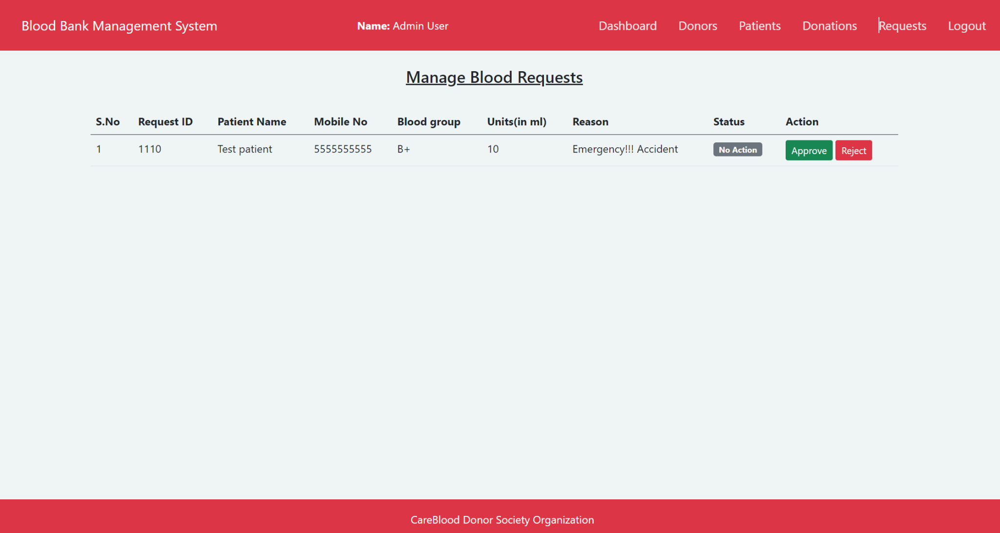 Blood Bank Management System Name: Admin User Dashboard Donors Patients Donations Requests Logout
Manage Blood Requests
S.No Request ID Patient Name Mobile No Blood group Units(in ml) Reason Status Action
1 1110 Test patient 5555555555 B+ 10 Emergency!!! Accident No Action Approve Reject
CareBlood Donor Society Organization